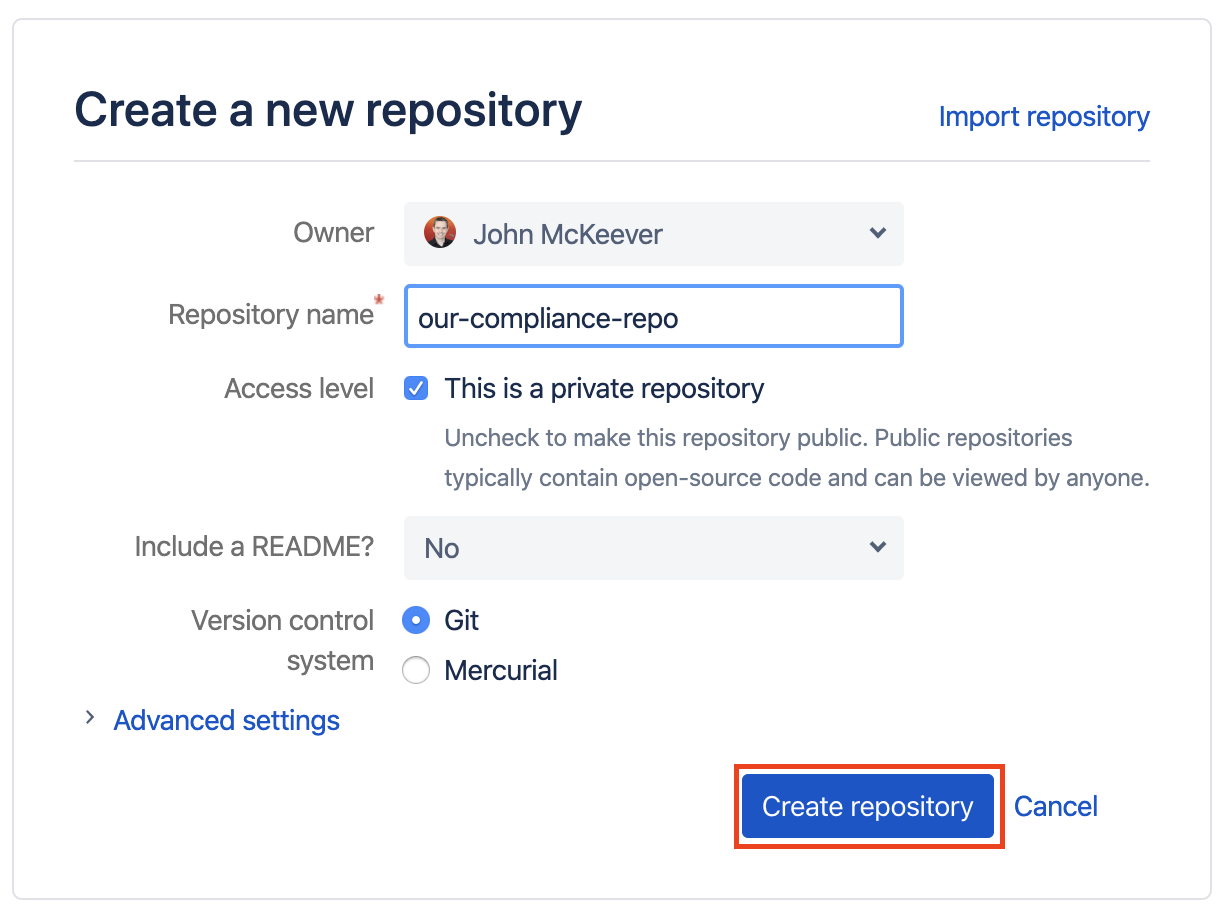 Create a new repository
Import repository
Owner
John McKeever
Repository name*
our-compliance-repo
Access level
This is a private repository
Uncheck to make this repository public. Public repositories
typically contain open-source code and can be viewed by anyone.
Include a README?
No
Version control
system
Git
Mercurial
Advanced settings
Create repository
Cancel